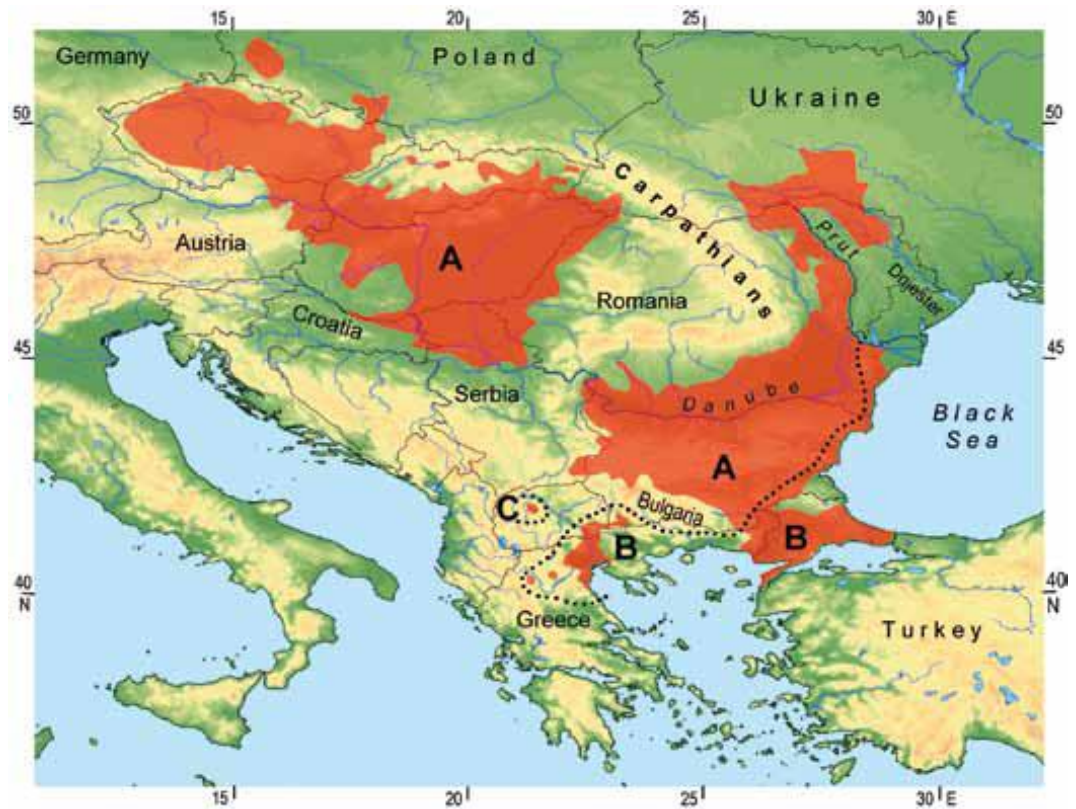 15 20 25 30 E
Germany
Poland
Ukraine
50 50
Carpathians
Prut
Austria
A
Dniester
Romania
Croatia
45 45
Serbia
Danube
Black
Sea
A
C
Bulgaria
B
B
40 40
N N
Greece
Turkey
15 20 25 30 E